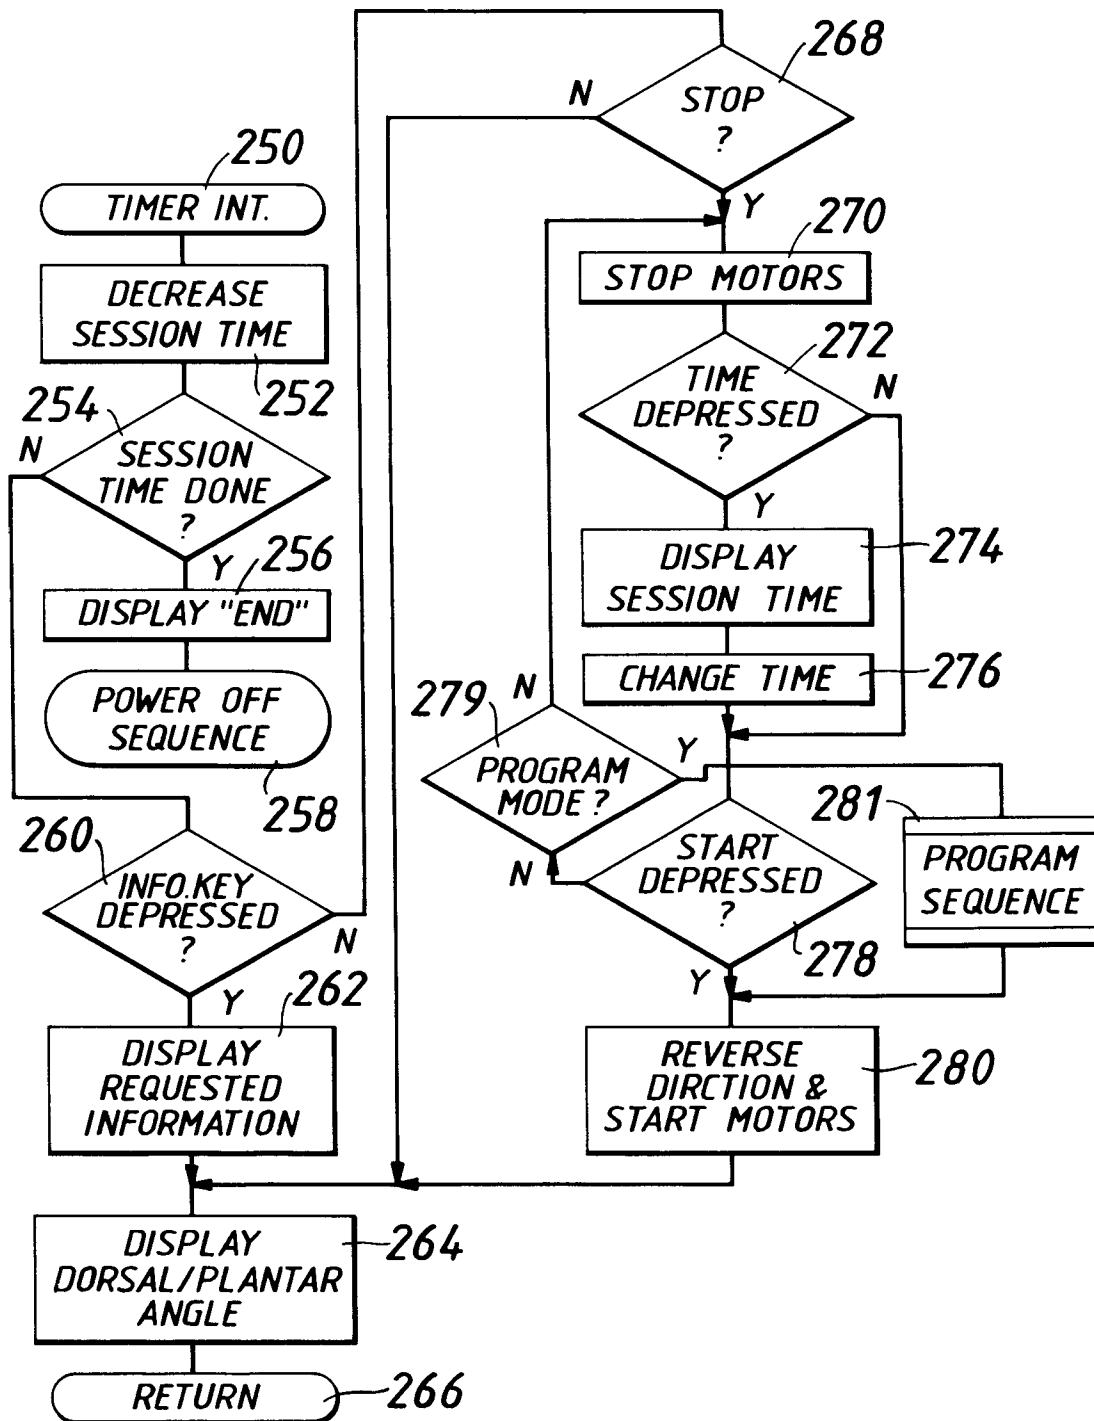 250
TIMER INT.
DECREASE
SESSION TIME
252
254
N
SESSION
TIME DONE
?
Y
256
DISPLAY "END"
POWER OFF
SEQUENCE
258
260
INFO.KEY
DEPRESSED
?
N
Y
262
DISPLAY
REQUESTED
INFORMATION
DISPLAY
DORSAL/PLANTAR
ANGLE
264
RETURN
266
268
N
STOP
?
Y
270
STOP MOTORS
272
TIME
DEPRESSED
?
N
Y
DISPLAY
SESSION TIME
274
CHANGE TIME
276
279
N
PROGRAM
MODE?
Y
N
START
DEPRESSED
?
278
Y
281
PROGRAM
SEQUENCE
REVERSE
DIRCTION &
START MOTORS
280